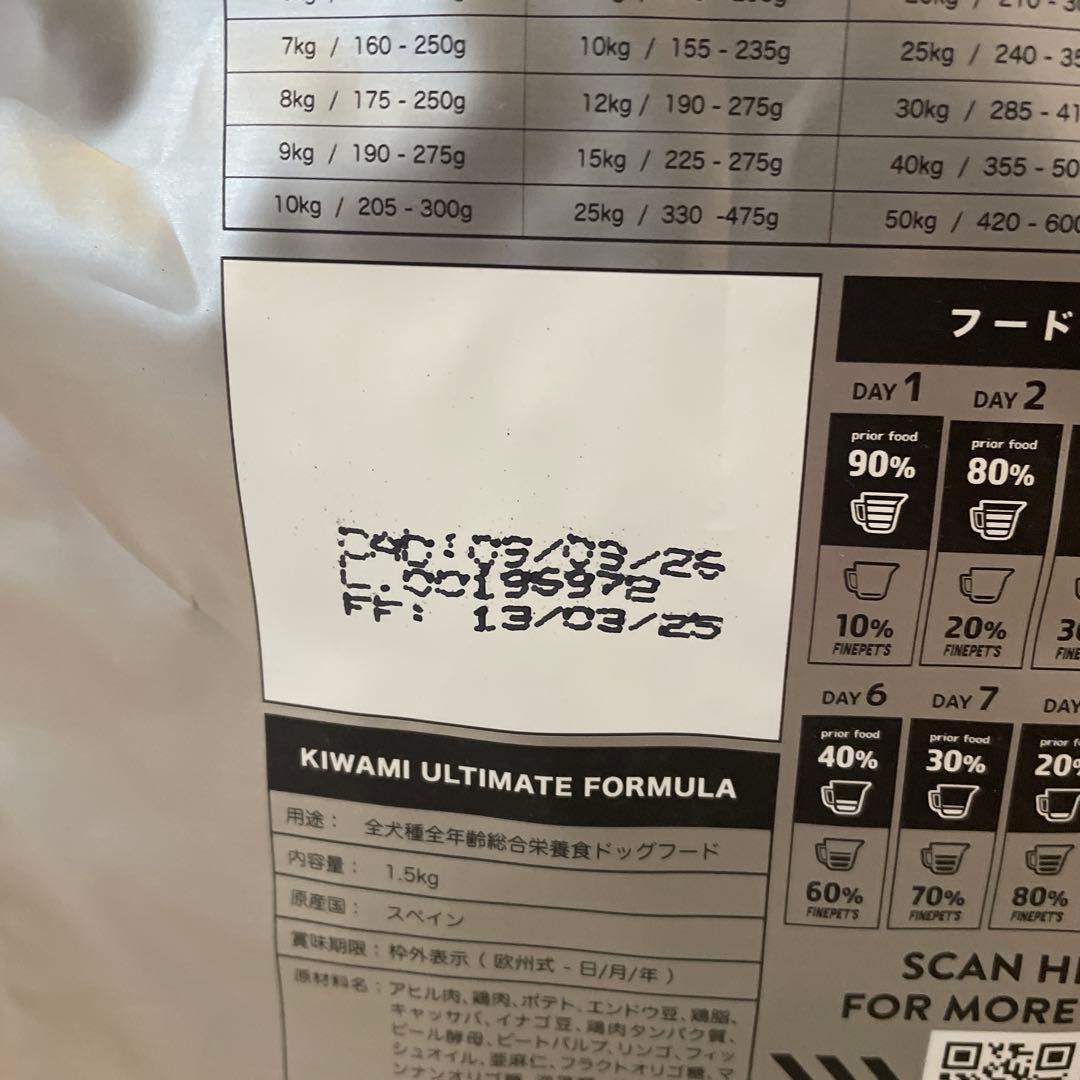 7kg / 160 - 250g
10kg / 155 - 235g
25kg / 240 - 35
8kg / 175 - 250g
12kg / 190 - 275g
30kg / 285 - 41
9kg / 190 - 275g
15kg / 225 - 275g
40kg / 355 - 50
10kg / 205 - 300g
25kg / 330 -475g
50kg / 420 - 600
L. 00196972
FF: 13/03/25
KIWAMI ULTIMATE FORMULA
用途： 全犬種全年齢総合栄養食ドッグフード
内容量： 1.5kg
原産国： スペイン
賞味期限：枠外表示（欧州式 - 日/月/年）
原材料名：アヒル肉、鶏肉、ポテト、エンドウ豆、鶏脂、
キャッサバ、イナゴ豆、鶏肉タンパク質、
ビール酵母、ビートパルプ、リンゴ、フィッ
シュオイル、亜麻仁、フラクトオリゴ糖、マ
ンナンオリゴ糖、
フード
DAY 1
DAY 2
prior food
90%
prior food
80%
10%
FINEPET'S
20%
FINEPET'S
DAY 6
DAY 7
DAY
prior food
40%
prior food
30%
20%
60%
FINEPET'S
70%
FINEPET'S
80%
FINEPET'S
SCAN HE
FOR MORE